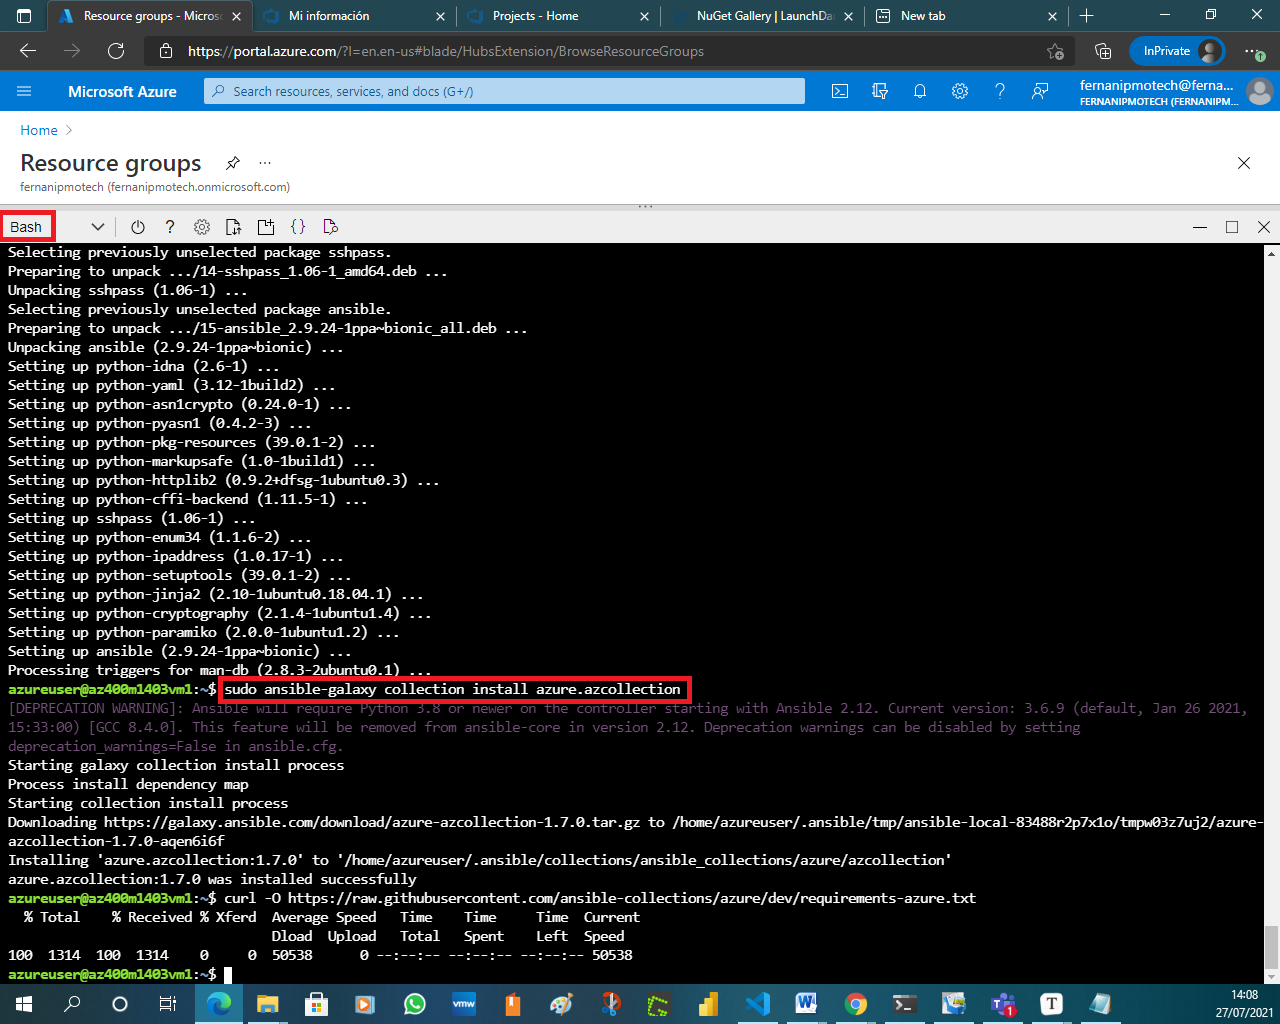 Resource groups - Micros
Mi información
Projects - Home
NuGet Gallery | LaunchDa
New tab
https://portal.azure.com/?l=en.en-us#blade/HubsExtension/BrowseResourceGroups
InPrivate
Microsoft Azure
Search resources, services, and docs (G+/)
fernanipmotech@ferna...
FERNANIPMOTECH (FERNANIPM...
Home
Resource groups
fernanipmotech (fernanipmotech.onmicrosoft.com)
Bash
Selecting previously unselected package sshpass.
Preparing to unpack .../14-sshpass_1.06-1_amd64.deb ...
Unpacking sshpass (1.06-1) ...
Selecting previously unselected package ansible.
Preparing to unpack .../15-ansible_2.9.24-1ppa~bionic_all.deb ...
Unpacking ansible (2.9.24-1ppa~bionic) ...
Setting up python-idna (2.6-1) ...
Setting up python-yaml (3.12-1build2) ...
Setting up python-asn1crypto (0.24.0-1) ...
Setting up python-pyasn1 (0.4.2-3) ...
Setting up python-pkg-resources (39.0.1-2) ...
Setting up python-markupsafe (1.0-1build1) ...
Setting up python-httplib2 (0.9.2+dfsg-1ubuntu0.3) ...
Setting up python-cffi-backend (1.11.5-1) ...
Setting up sshpass (1.06-1) ...
Setting up python-enum34 (1.1.6-2) ...
Setting up python-ipaddress (1.0.17-1) ...
Setting up python-setuptools (39.0.1-2) ...
Setting up python-jinja2 (2.10-1ubuntu0.18.04.1) ...
Setting up python-cryptography (2.1.4-1ubuntu1.4) ...
Setting up python-paramiko (2.0.0-1ubuntu1.2) ...
Setting up ansible (2.9.24-1ppa~bionic) ...
Processing triggers for man-db (2.8.3-2ubuntu0.1) ...
azureuser@az400m1403vm1:~$ sudo ansible-galaxy collection install azure.azcollection
[DEPRECATION WARNING]: Ansible will require Python 3.8 or newer on the controller starting with Ansible 2.12. Current version: 3.6.9 (default, Jan 26 2021,
15:33:00) [GCC 8.4.0]. This feature will be removed from ansible-core in version 2.12. Deprecation warnings can be disabled by setting
deprecation_warnings=False in ansible.cfg.
Starting galaxy collection install process
Process install dependency map
Starting collection install process
Downloading https://galaxy.ansible.com/download/azure-azcollection-1.7.0.tar.gz to /home/azureuser/.ansible/tmp/ansible-local-83488r2p7x1o/tmpw03z7uj2/azure-
azcollection-1.7.0-aqen6i6f
Installing 'azure.azcollection:1.7.0' to '/home/azureuser/.ansible/collections/ansible_collections/azure/azcollection'
azure.azcollection:1.7.0 was installed successfully
azureuser@az400m1403vm1:~$ curl -O https://raw.githubusercontent.com/ansible-collections/azure/dev/requirements-azure.txt
% Total % Received % Xferd Average Speed Time Time Time Current
Dload Upload Total Spent Left Speed
100 1314 100 1314 0 0 50538 0 --:--:-- --:--:-- --:--:-- 50538
azureuser@az400m1403vm1:~$
vmw
1
T
14:08
27/07/2021